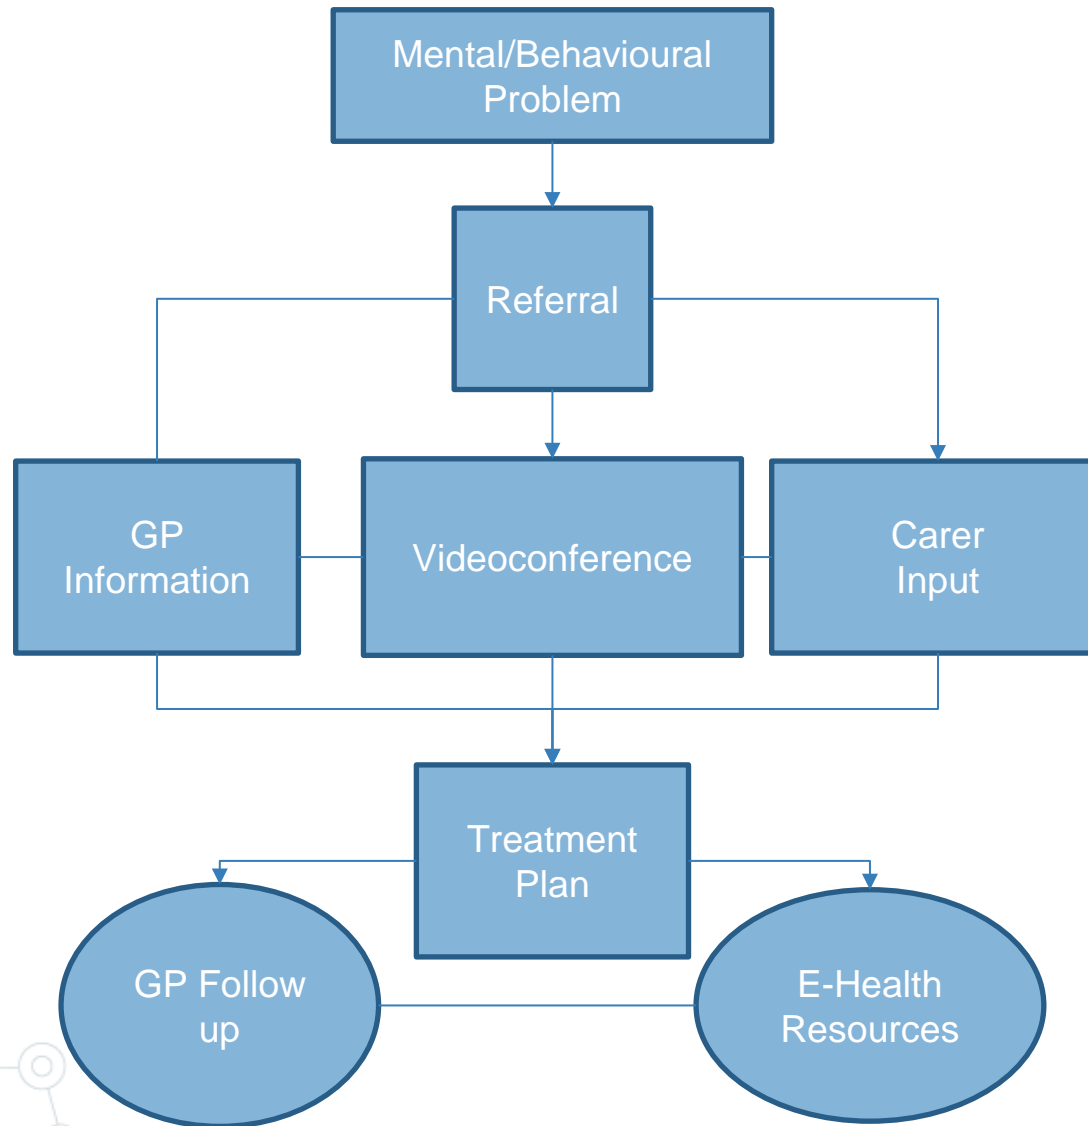 Mental/Behavioural
Problem
Referral
GP
Information
Videoconference
Carer
Input
Treatment
Plan
GP Follow
up
E-Health
Resources